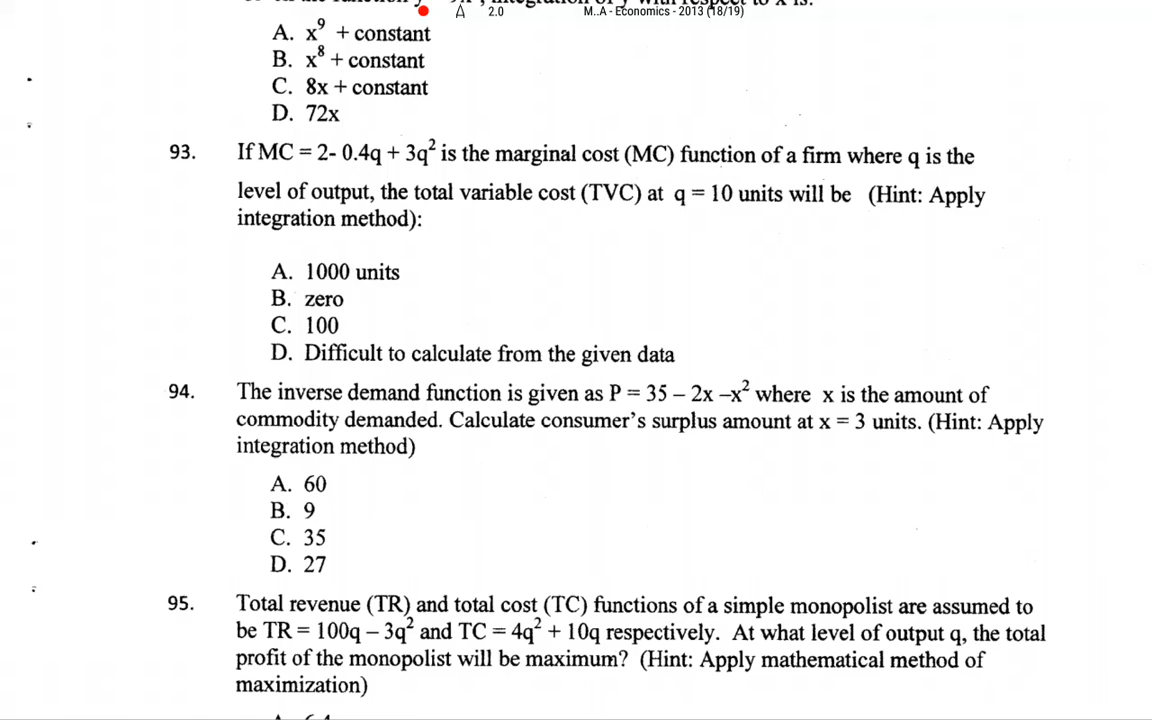 M..A - Economics - 2013 (18/19)
2.0
A. x⁹ + constant
B. x⁸ + constant
C. 8x + constant
D. 72x
93. If MC = 2- 0.4q + 3q² is the marginal cost (MC) function of a firm where q is the
level of output, the total variable cost (TVC) at q = 10 units will be (Hint: Apply
integration method):
A. 1000 units
B. zero
C. 100
D. Difficult to calculate from the given data
94. The inverse demand function is given as P = 35 – 2x –x² where x is the amount of
commodity demanded. Calculate consumer's surplus amount at x = 3 units. (Hint: Apply
integration method)
A. 60
B. 9
C. 35
D. 27
95. Total revenue (TR) and total cost (TC) functions of a simple monopolist are assumed to
be TR = 100q – 3q² and TC = 4q² + 10q respectively. At what level of output q, the total
profit of the monopolist will be maximum? (Hint: Apply mathematical method of
maximization)